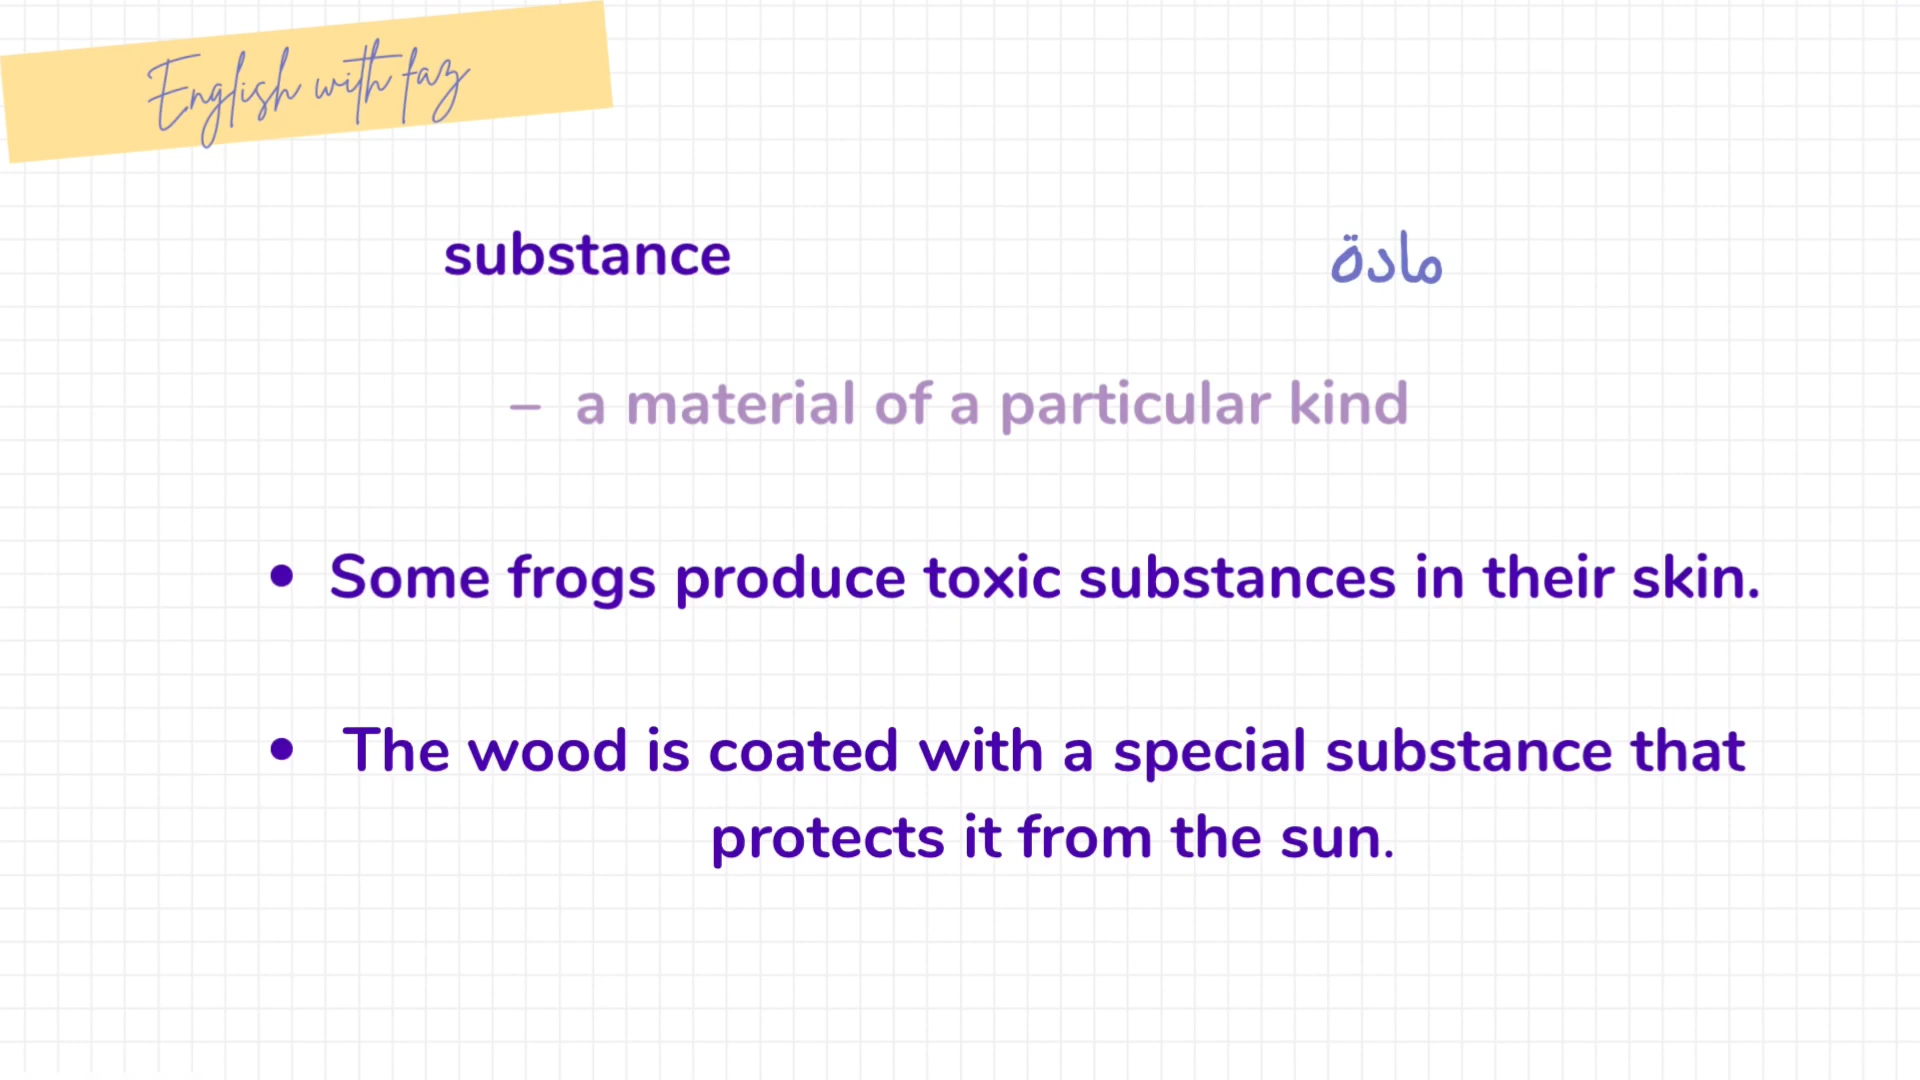 English with faz
substance
مادة
– a material of a particular kind
• Some frogs produce toxic substances in their skin.
• The wood is coated with a special substance that
protects it from the sun.